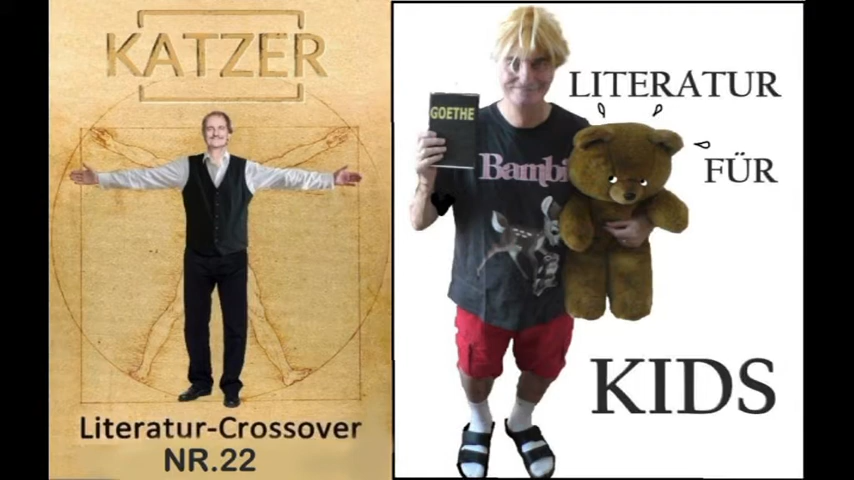 KATZER
Literatur-Crossover
NR.22
GOETHE
Bambi
LITERATUR
FÜR
KIDS